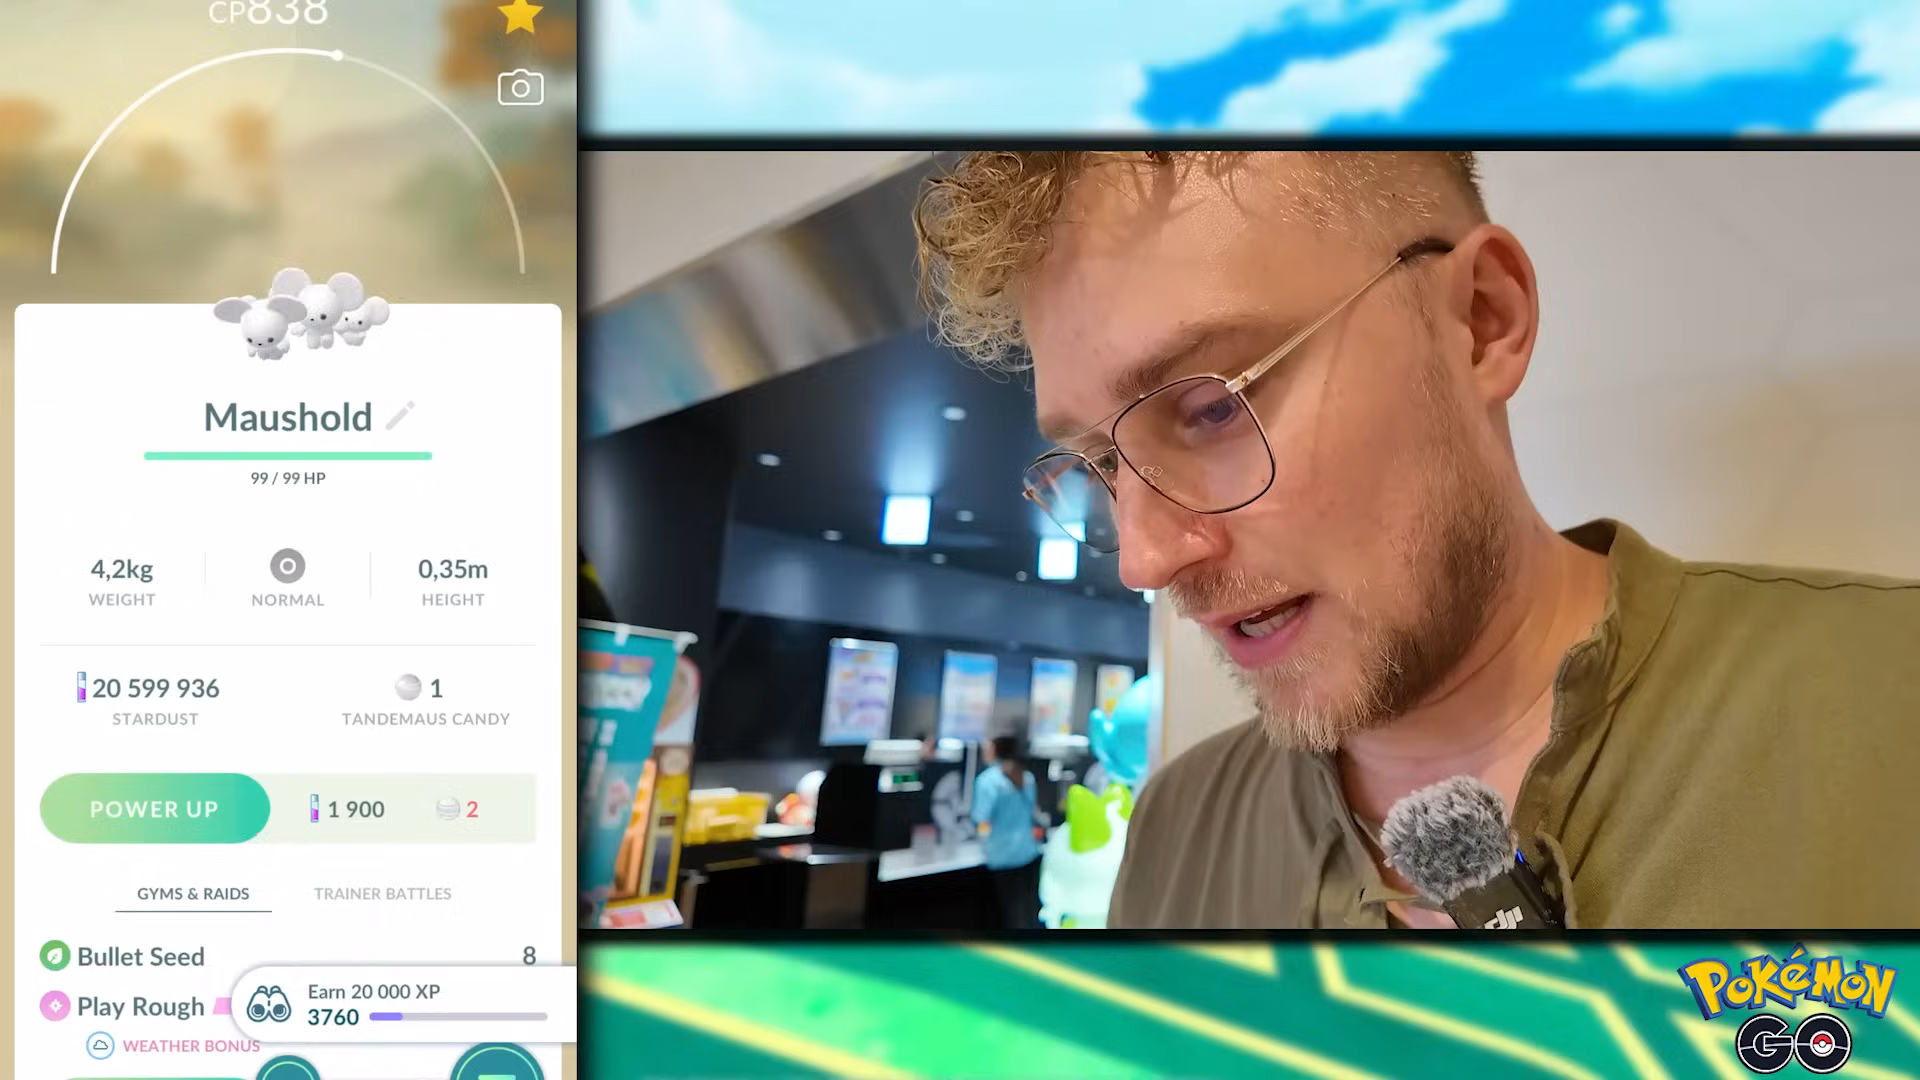 CP838
Maushold
99 / 99 HP
4,2kg
WEIGHT
NORMAL
0,35m
HEIGHT
20 599 936
STARDUST
1
TANDEMAUS CANDY
POWER UP
1 900
2
GYMS & RAIDS
TRAINER BATTLES
Bullet Seed
8
Play Rough
WEATHER BONUS
Earn 20 000 XP
3760
dji
POKéMON
GO